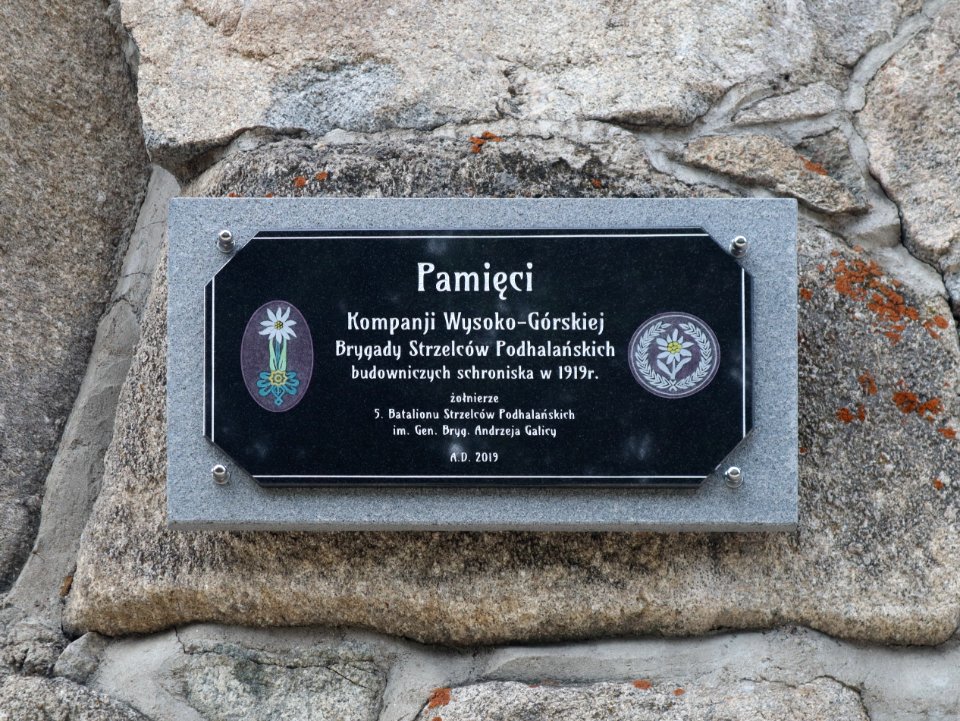 Pamięci
Kompanji Wysoko-Górskiej
Brygady Strzelców Podhalańskich
budowniczych schroniska w 1919r.
żołnierze
5. Batalionu Strzelców Podhalańskich
im. Gen. Bryg. Andrzeja Galicy
A.D. 2019